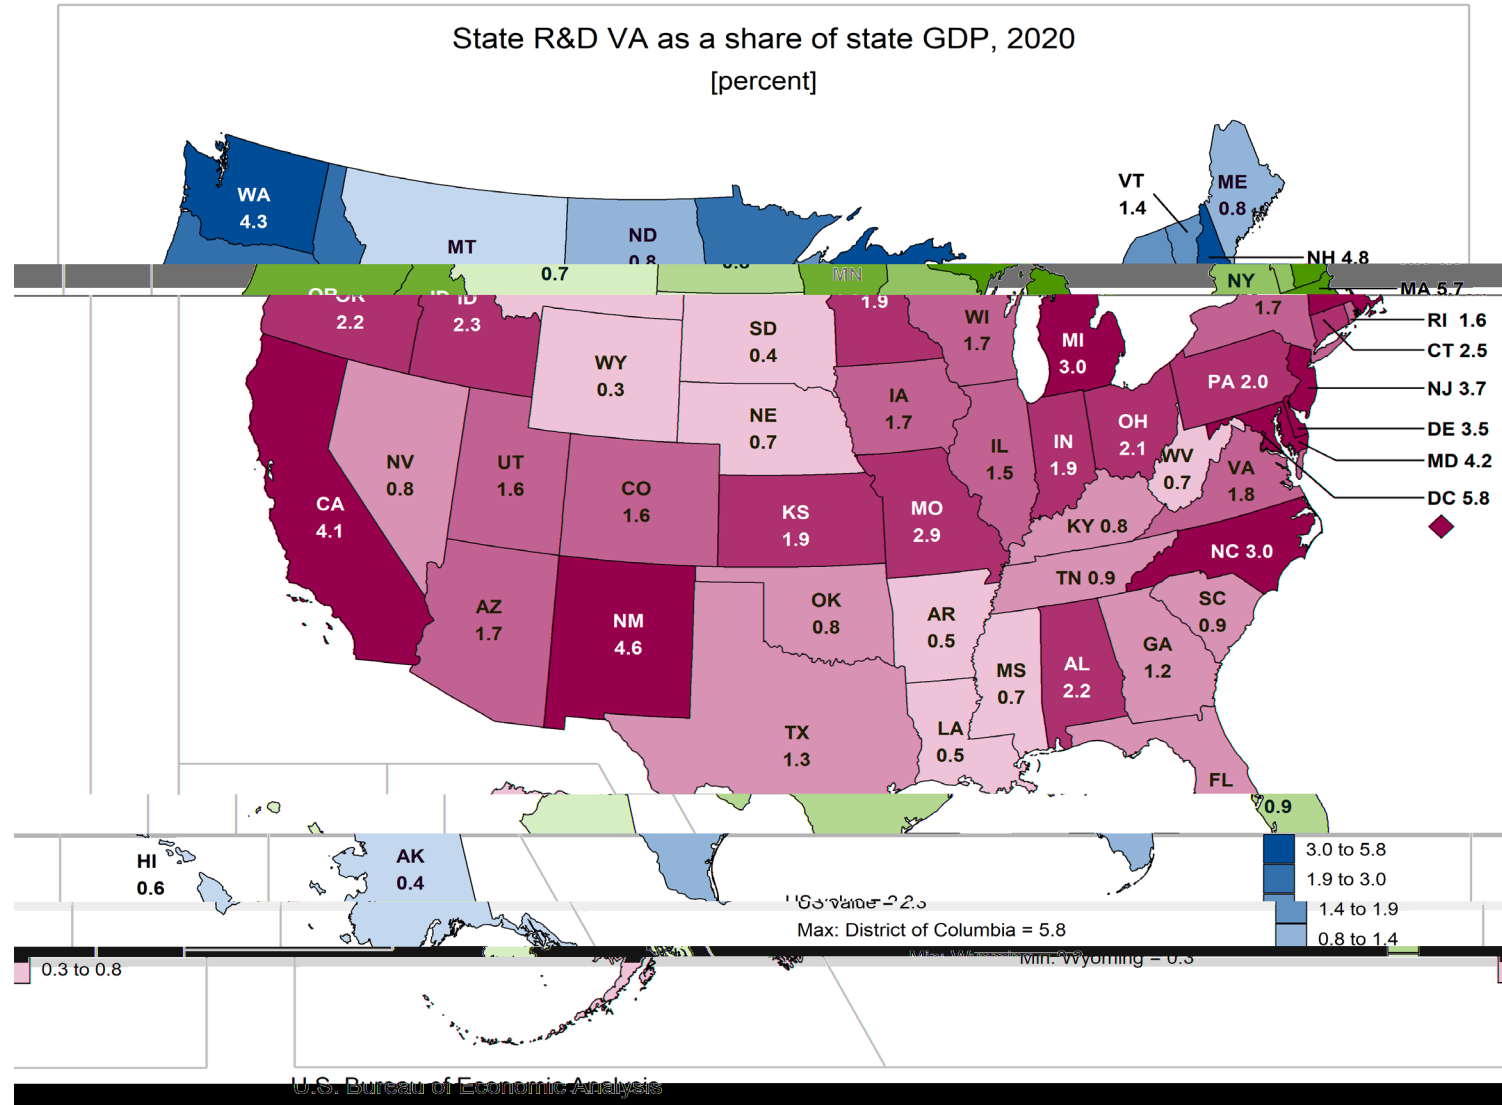 State R&D VA as a share of state GDP, 2020
[percent]
WA
4.3
MT
0.7
ND
0.8
MN
1.9
VT
1.4
ME
0.8
NH 4.8
NY
1.7
MA 5.7
RI 1.6
CT 2.5
NJ 3.7
DE 3.5
MD 4.2
DC 5.8
OR
2.2
ID
2.3
WY
0.3
SD
0.4
WI
1.7
MI
3.0
PA 2.0
NE
0.7
IA
1.7
IL
1.5
IN
1.9
OH
2.1
WV
0.7
VA
1.8
NV
0.8
UT
1.6
CO
1.6
CA
4.1
KS
1.9
MO
2.9
KY 0.8
NC 3.0
TN 0.9
AZ
1.7
NM
4.6
OK
0.8
AR
0.5
SC
0.9
MS
0.7
AL
2.2
GA
1.2
TX
1.3
LA
0.5
FL
0.9
HI
0.6
AK
0.4
3.0 to 5.8
1.9 to 3.0
1.4 to 1.9
0.8 to 1.4
0.3 to 0.8
Max: District of Columbia = 5.8
Min: Wyoming = 0.3
U.S. Bureau of Economic Analysis